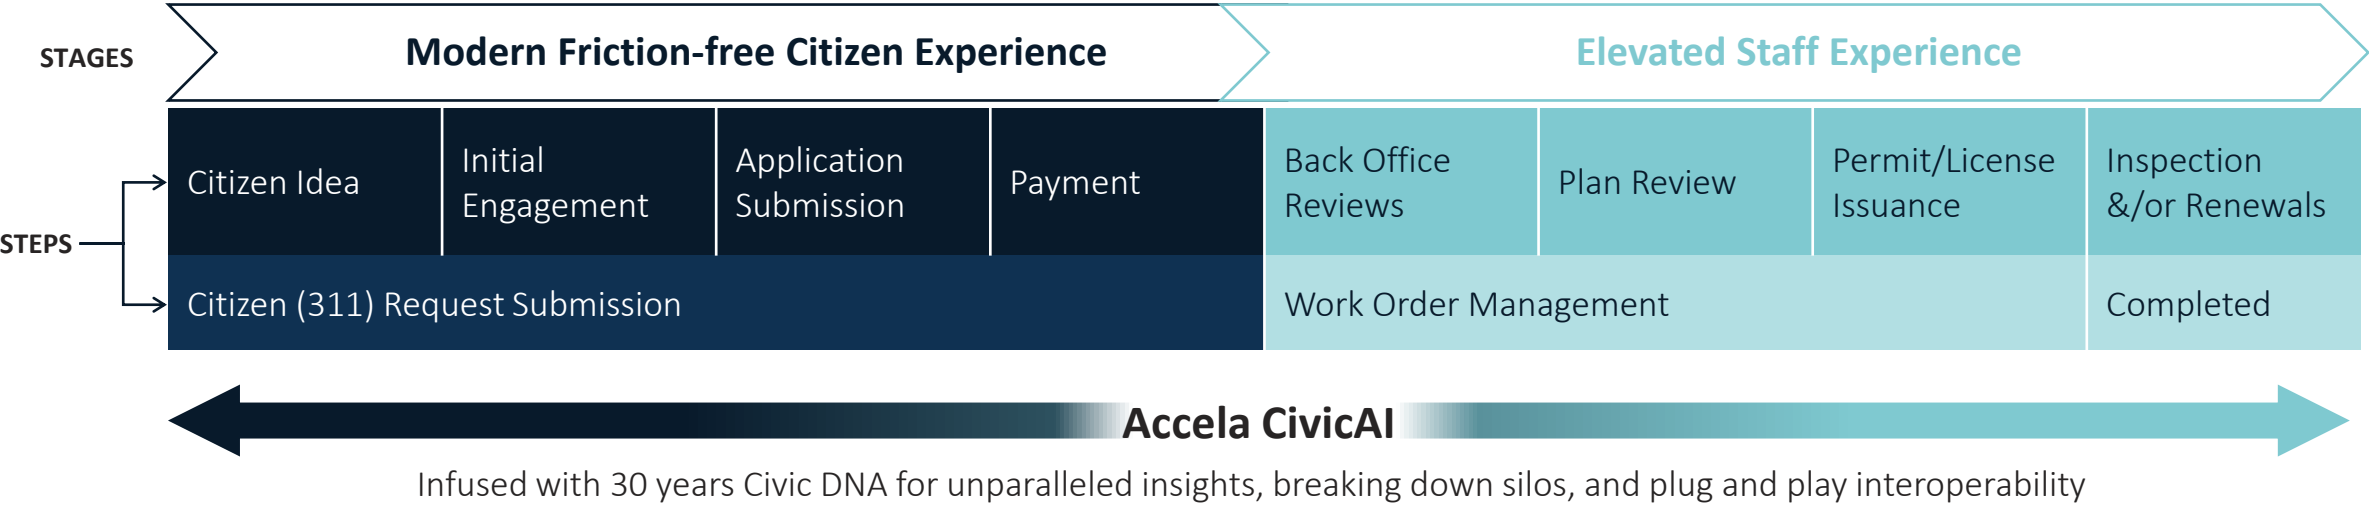 STAGES
Modern Friction-free Citizen Experience
Elevated Staff Experience
STEPS
Citizen Idea
Initial
Engagement
Application
Submission
Payment
Back Office
Reviews
Plan Review
Permit/License
Issuance
Inspection
&/or Renewals
Citizen (311) Request Submission
Work Order Management
Completed
Accela CivicAI
Infused with 30 years Civic DNA for unparalleled insights, breaking down silos, and plug and play interoperability